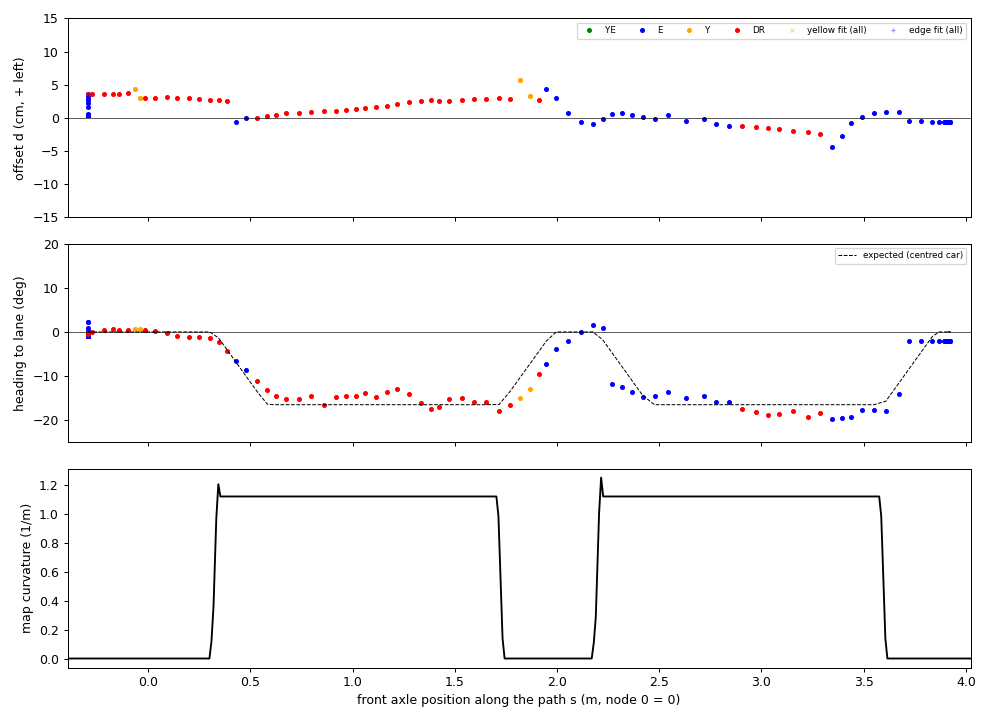 15
10
5
0
−5
−10
−15
offset d (cm, + left)
YE E Y DR yellow fit (all) edge fit (all)
20
10
0
−10
−20
heading to lane (deg)
expected (centred car)
1.2
1.0
0.8
0.6
0.4
0.2
0.0
map curvature (1/m)
0.0 0.5 1.0 1.5 2.0 2.5 3.0 3.5 4.0
front axle position along the path s (m, node 0 = 0)